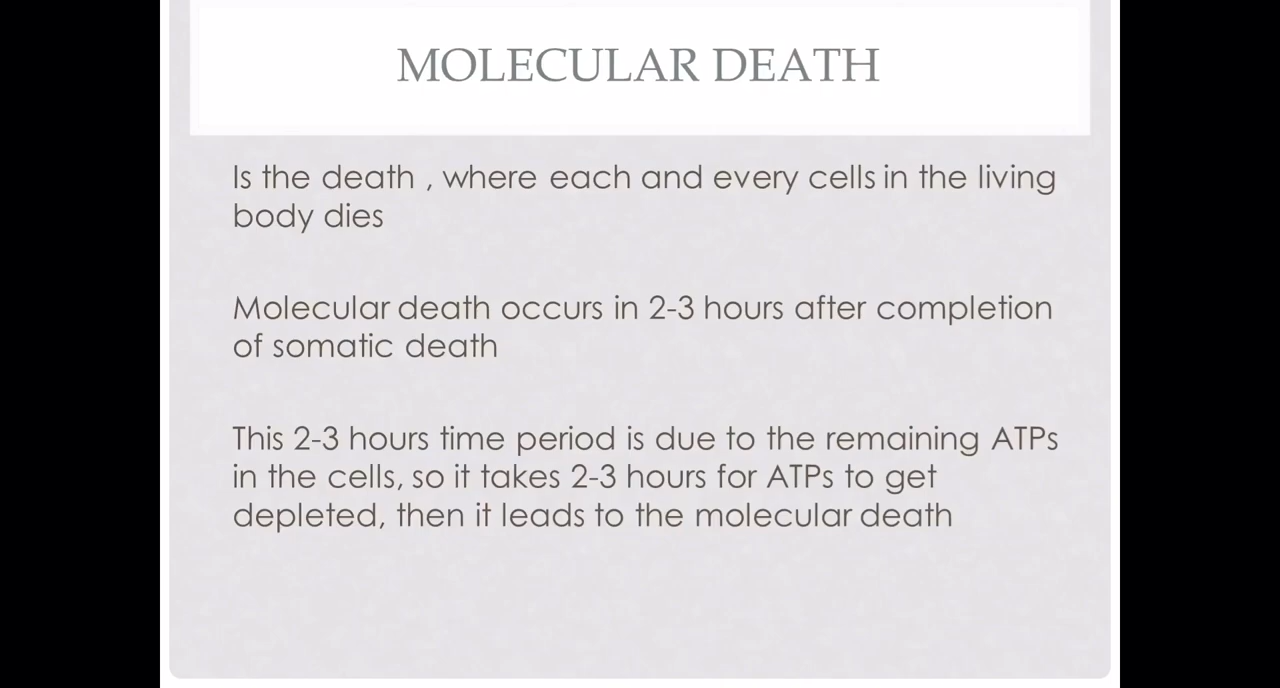 MOLECULAR DEATH
Is the death , where each and every cells in the living
body dies
Molecular death occurs in 2-3 hours after completion
of somatic death
This 2-3 hours time period is due to the remaining ATPs
in the cells, so it takes 2-3 hours for ATPs to get
depleted, then it leads to the molecular death